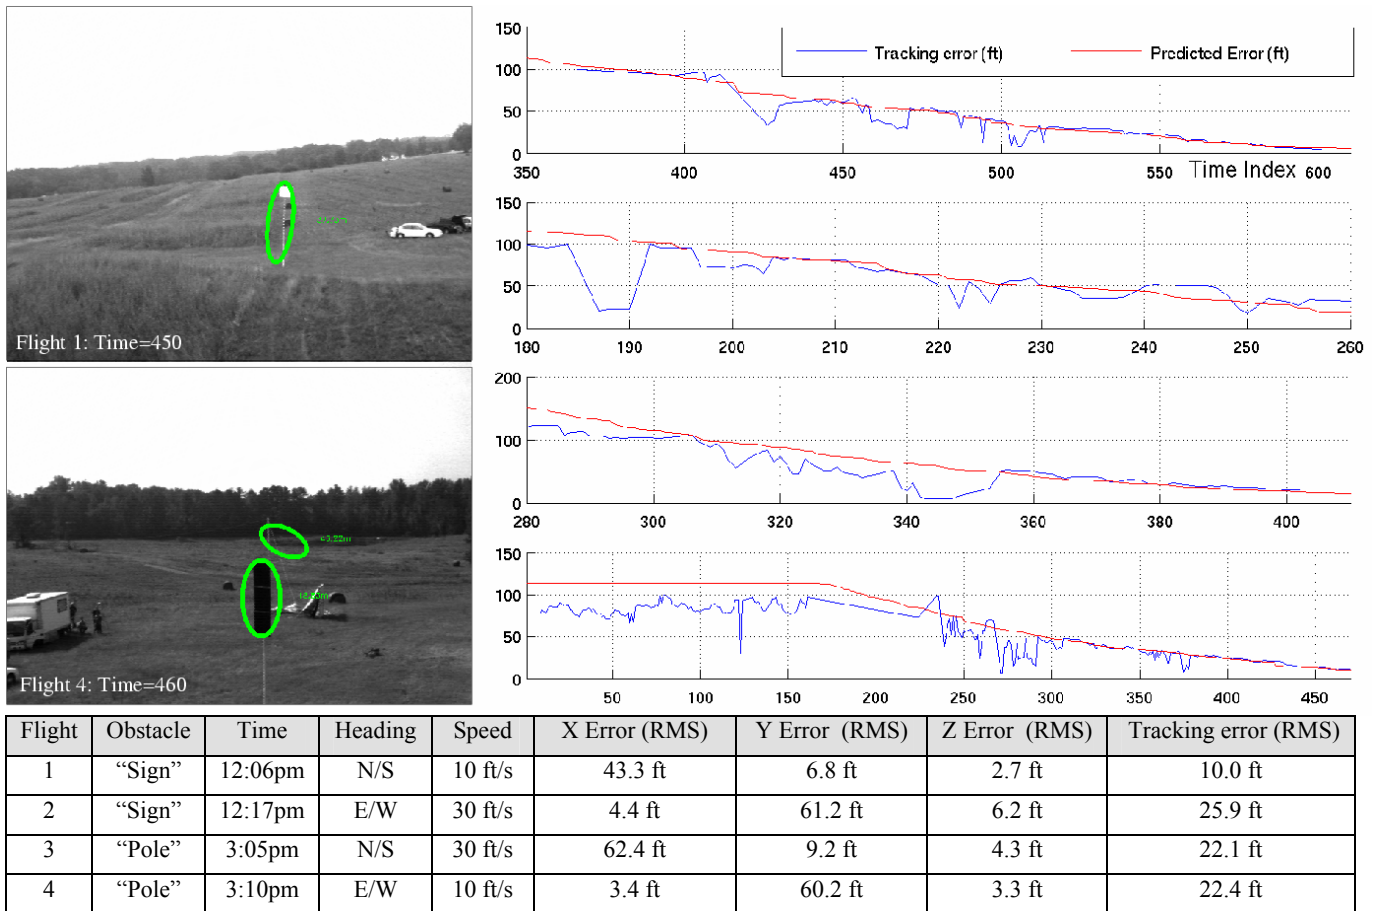 Flight 1: Time=450
Flight 4: Time=460
43.22m
Tracking error (ft)
Predicted Error (ft)
150
100
50
0
350 400 450 500 550 Time Index 600
150
100
50
0
180 190 200 210 220 230 240 250 260
200
100
0
280 300 320 340 360 380 400
150
100
50
0
50 100 150 200 250 300 350 400 450
Flight Obstacle Time Heading Speed X Error (RMS) Y Error (RMS) Z Error (RMS) Tracking error (RMS)
1 “Sign” 12:06pm N/S 10 ft/s 43.3 ft 6.8 ft 2.7 ft 10.0 ft
2 “Sign” 12:17pm E/W 30 ft/s 4.4 ft 61.2 ft 6.2 ft 25.9 ft
3 “Pole” 3:05pm N/S 30 ft/s 62.4 ft 9.2 ft 4.3 ft 22.1 ft
4 “Pole” 3:10pm E/W 10 ft/s 3.4 ft 60.2 ft 3.3 ft 22.4 ft